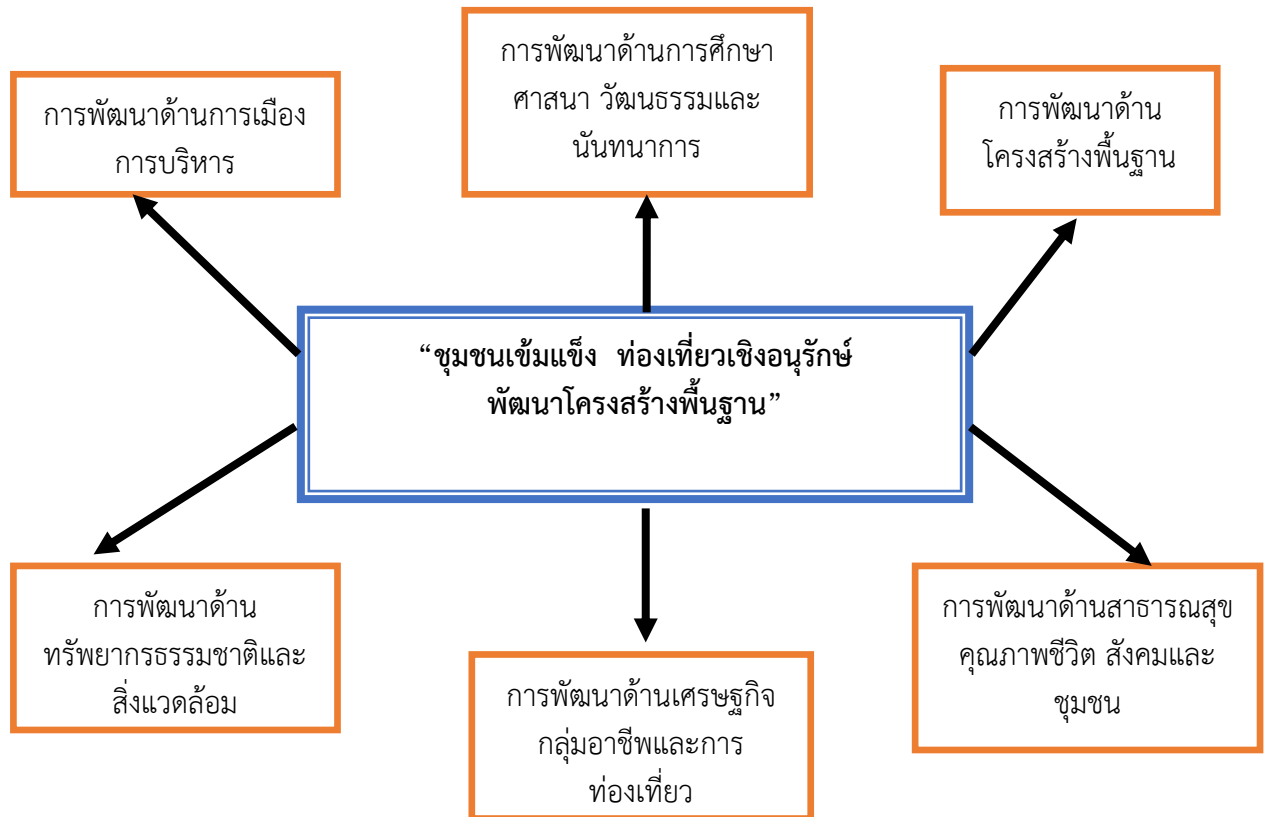 การพัฒนาด้านการเมือง
การบริหาร
การพัฒนาด้านการศึกษา
ศาสนา วัฒนธรรมและ
นันทนาการ
การพัฒนาด้าน
โครงสร้างพื้นฐาน
“ชุมชนเข้มแข็ง ท่องเที่ยวเชิงอนุรักษ์
พัฒนาโครงสร้างพื้นฐาน”
การพัฒนาด้าน
ทรัพยากรธรรมชาติและ
สิ่งแวดล้อม
การพัฒนาด้านเศรษฐกิจ
กลุ่มอาชีพและการ
ท่องเที่ยว
การพัฒนาด้านสาธารณสุข
คุณภาพชีวิต สังคมและ
ชุมชน